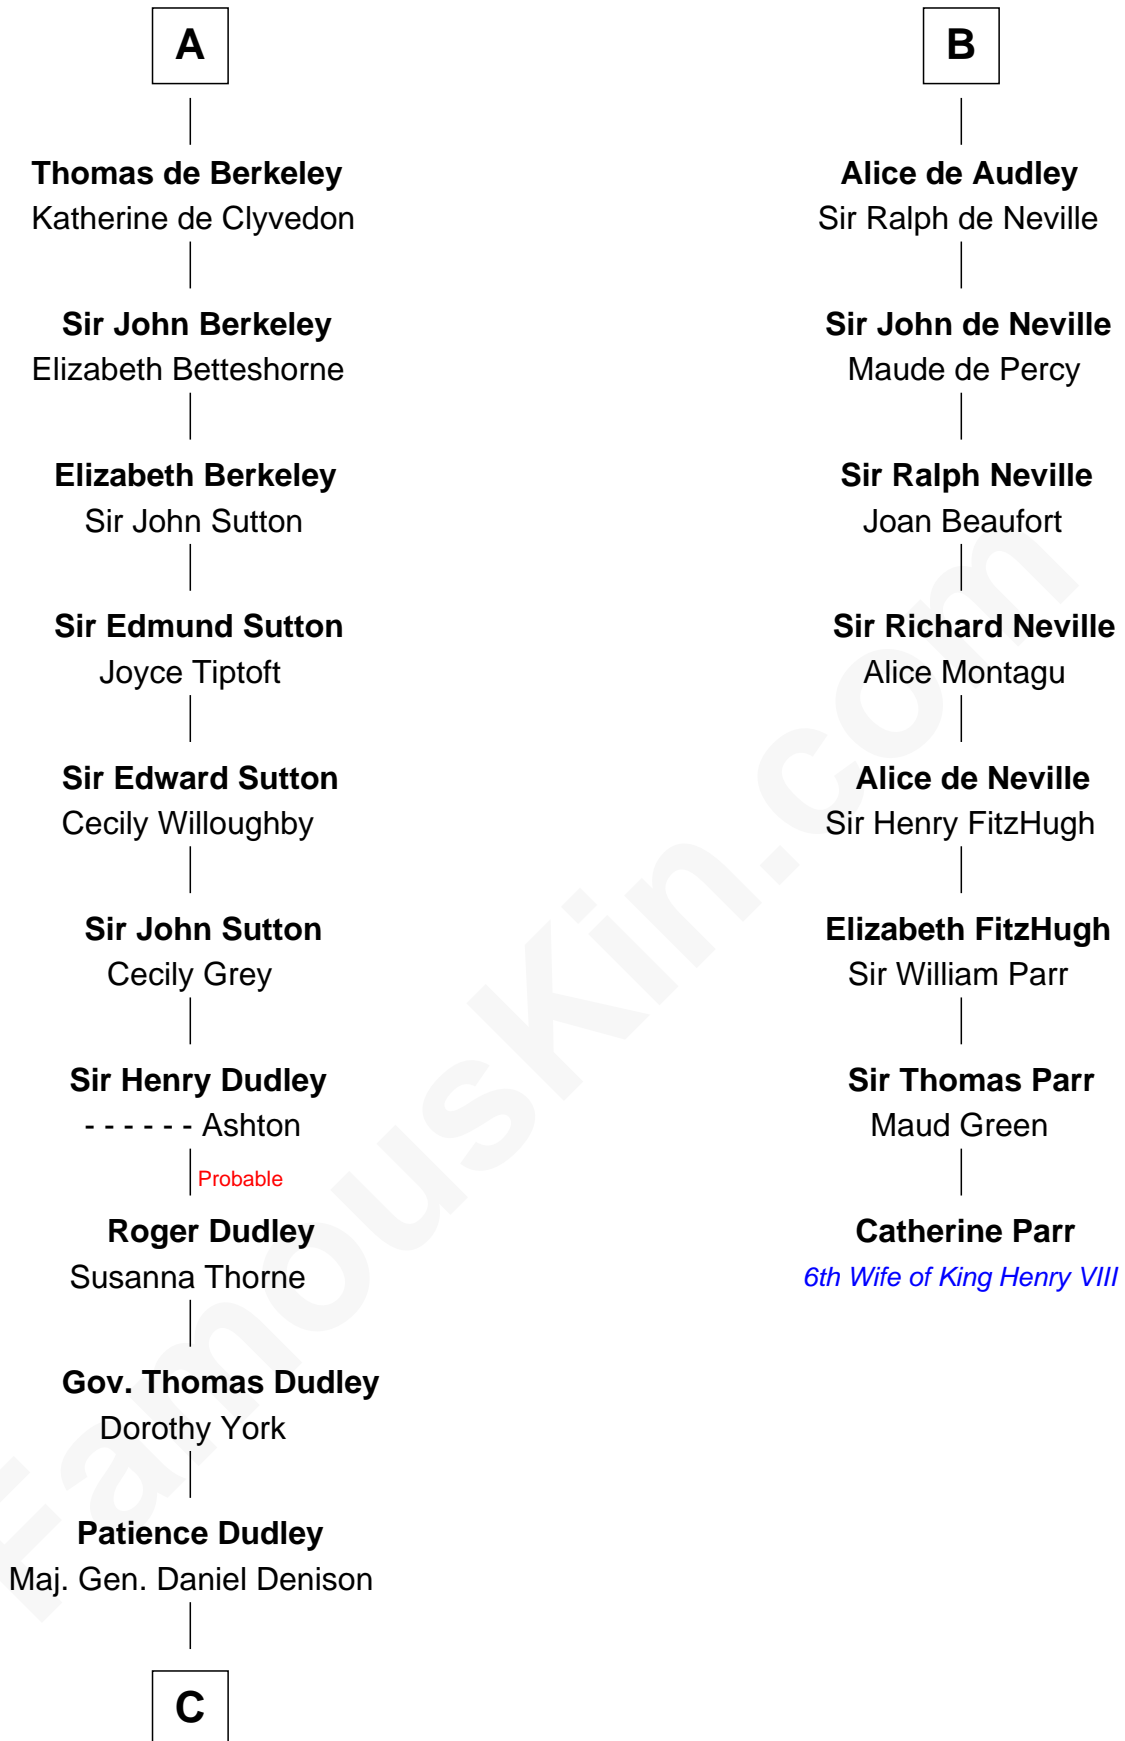 A
Thomas de Berkeley
Katherine de Clyvedon
Sir John Berkeley
Elizabeth Betteshorne
Elizabeth Berkeley
Sir John Sutton
Sir Edmund Sutton
Joyce Tiptoft
Sir Edward Sutton
Cecily Willoughby
Sir John Sutton
Cecily Grey
Sir Henry Dudley
- - - - - - Ashton
Probable
Roger Dudley
Susanna Thorne
Gov. Thomas Dudley
Dorothy York
Patience Dudley
Maj. Gen. Daniel Denison
C
B
Alice de Audley
Sir Ralph de Neville
Sir John de Neville
Maude de Percy
Sir Ralph Neville
Joan Beaufort
Sir Richard Neville
Alice Montagu
Alice de Neville
Sir Henry FitzHugh
Elizabeth FitzHugh
Sir William Parr
Sir Thomas Parr
Maud Green
Catherine Parr
6th Wife of King Henry VIII
FamousKin.com